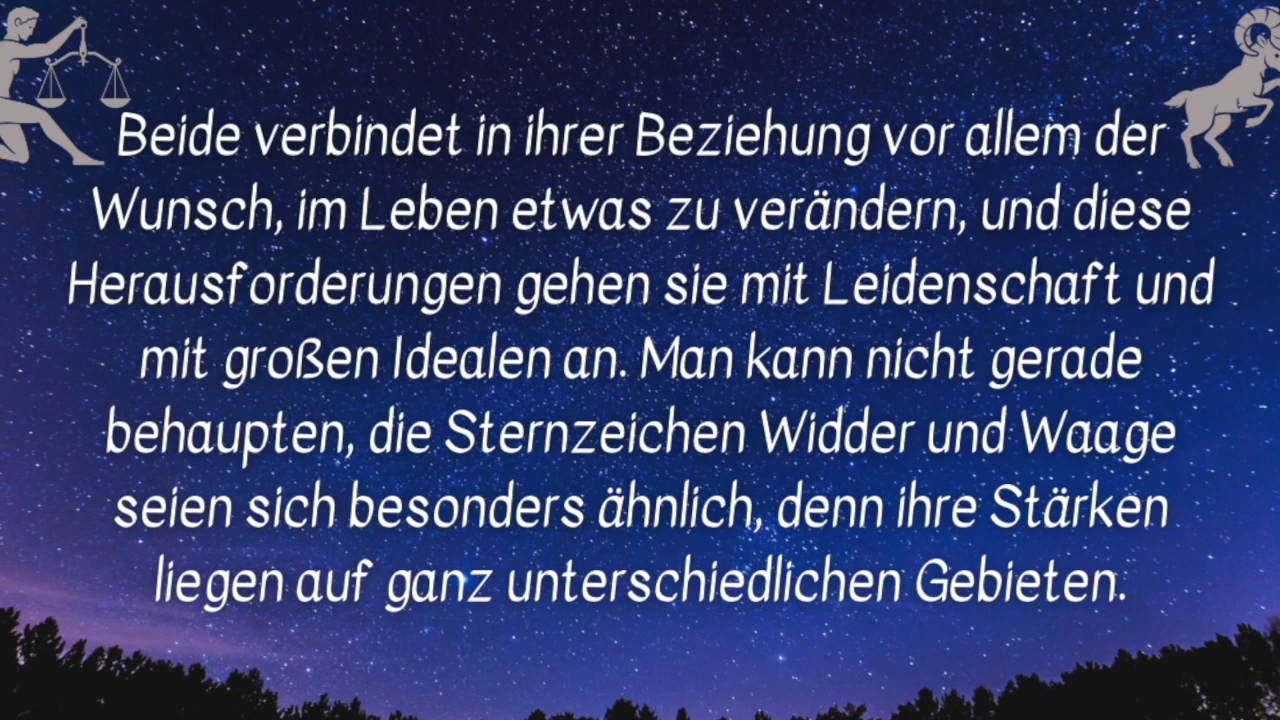 Beide verbindet in ihrer Beziehung vor allem der
Wunsch, im Leben etwas zu verändern, und diese
Herausforderungen gehen sie mit Leidenschaft und
mit großen Idealen an. Man kann nicht gerade
behaupten, die Sternzeichen Widder und Waage
seien sich besonders ähnlich, denn ihre Stärken
liegen auf ganz unterschiedlichen Gebieten.